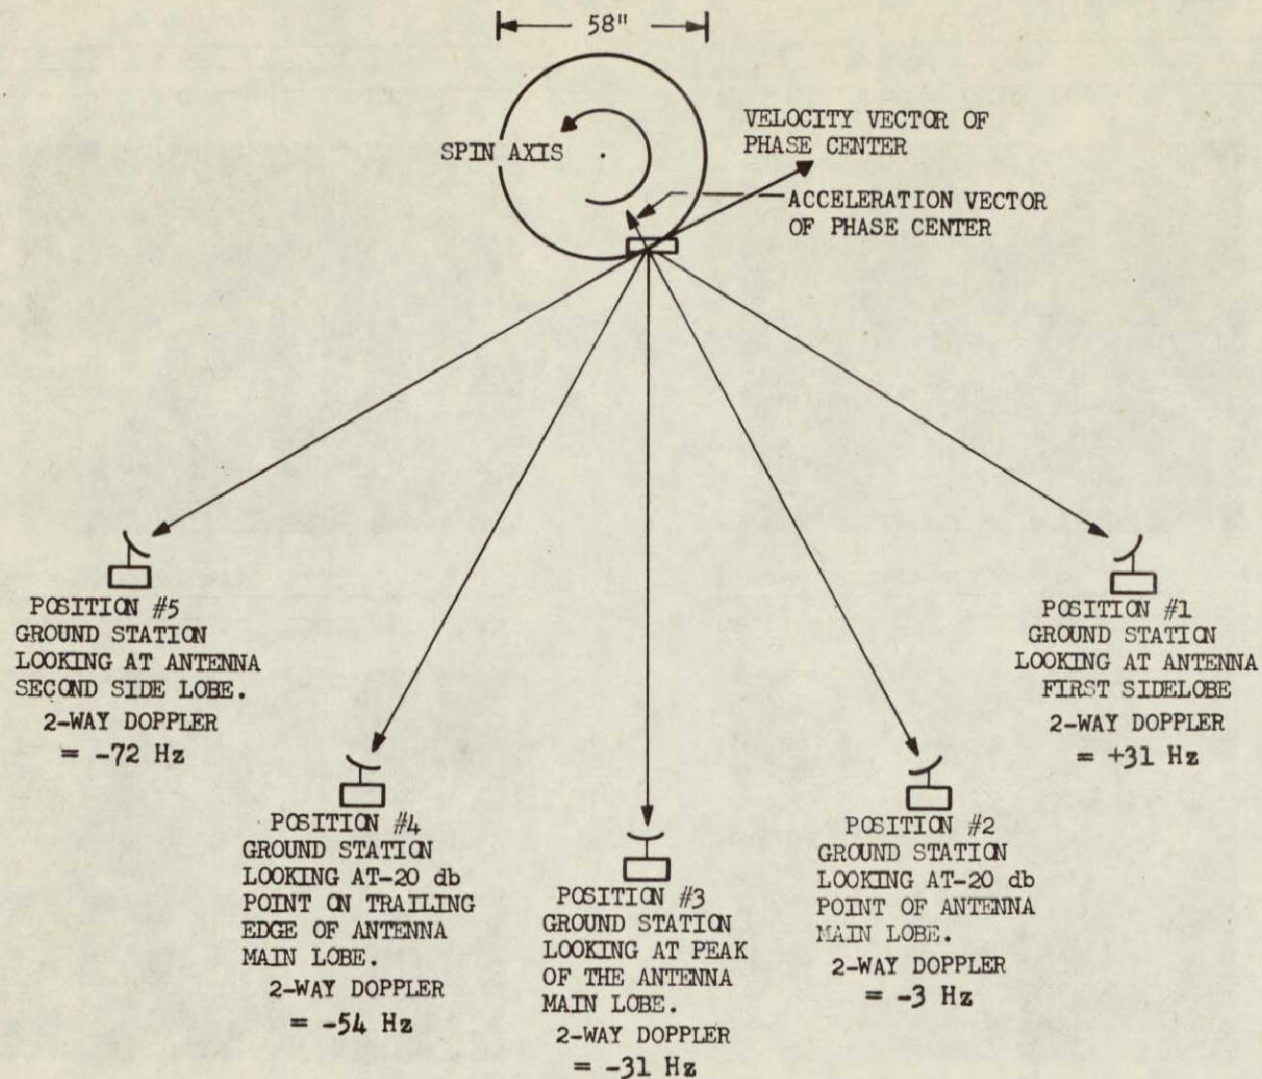 58"
SPIN AXIS
VELOCITY VECTOR OF
PHASE CENTER
ACCELERATION VECTOR
OF PHASE CENTER
POSITION #5
GROUND STATION
LOOKING AT ANTENNA
SECOND SIDE LOBE.
2-WAY DOPPLER
= -72 Hz
POSITION #4
GROUND STATION
LOOKING AT-20 db
POINT ON TRAILING
EDGE OF ANTENNA
MAIN LOBE.
2-WAY DOPPLER
= -54 Hz
POSITION #3
GROUND STATION
LOOKING AT PEAK
OF THE ANTENNA
MAIN LOBE.
2-WAY DOPPLER
= -31 Hz
POSITION #2
GROUND STATION
LOOKING AT-20 db
POINT OF ANTENNA
MAIN LOBE.
2-WAY DOPPLER
= -3 Hz
POSITION #1
GROUND STATION
LOOKING AT ANTENNA
FIRST SIDELOBE
2-WAY DOPPLER
= +31 Hz